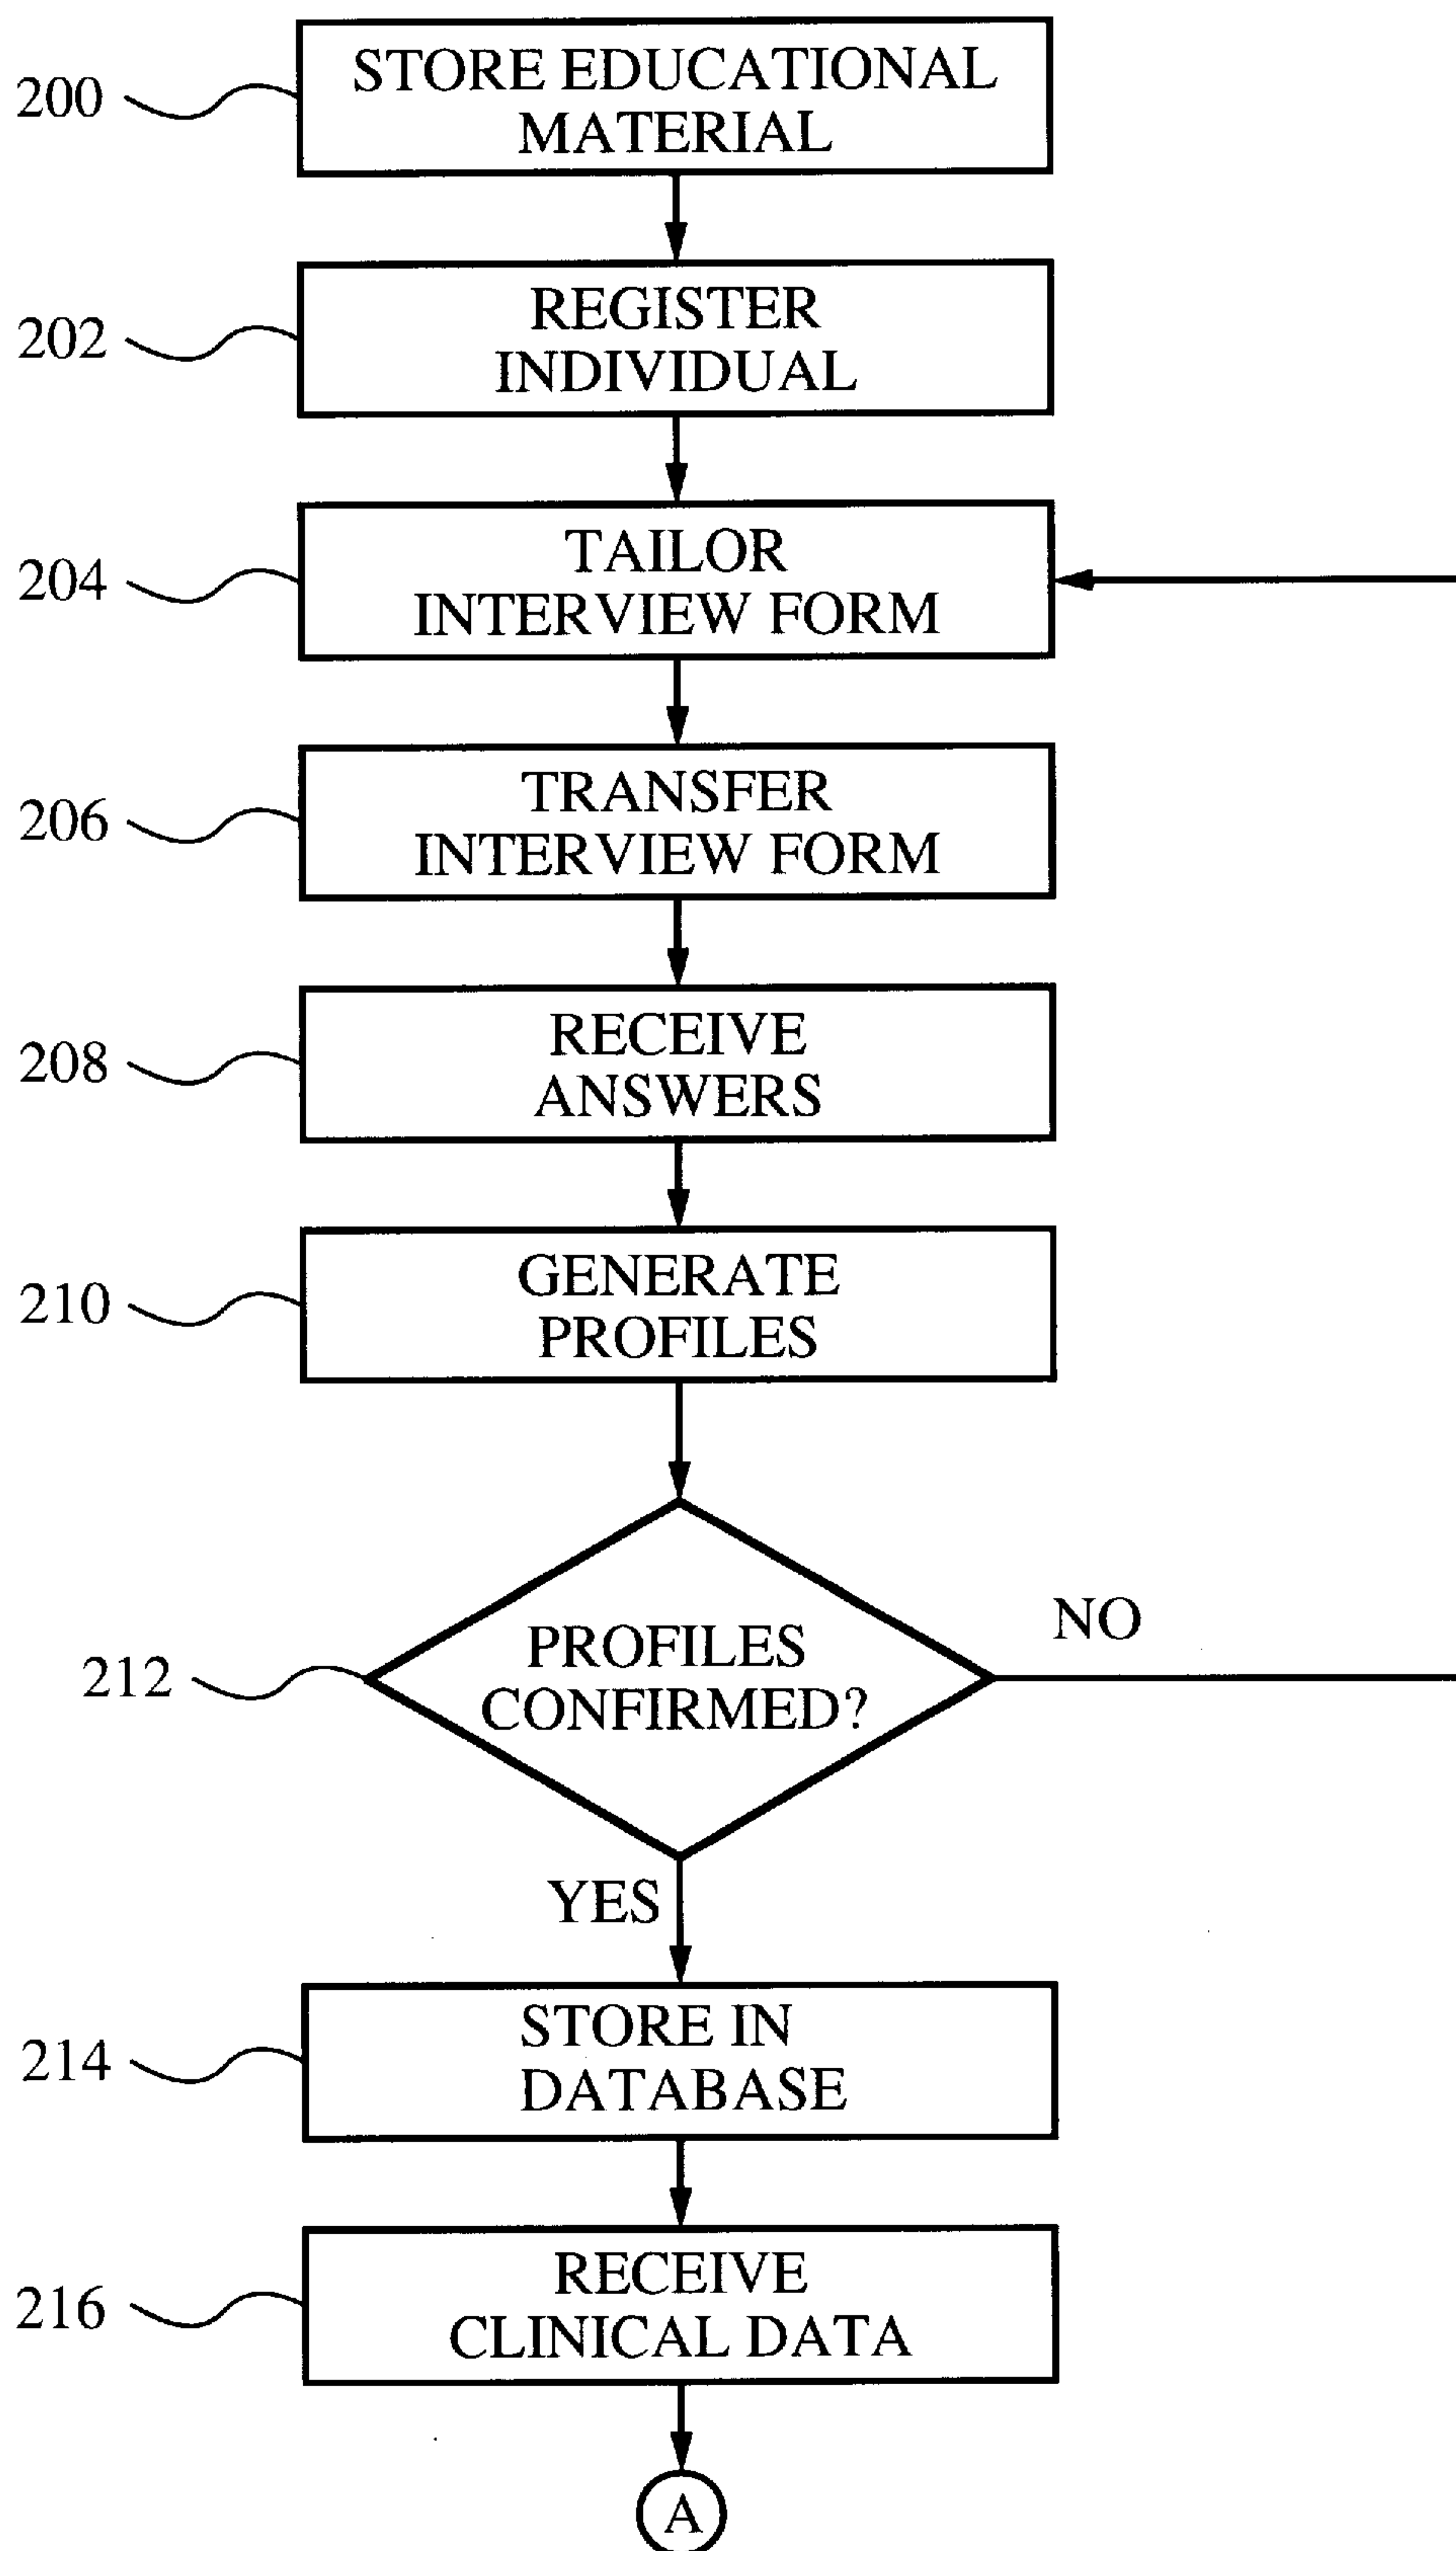 200
STORE EDUCATIONAL
MATERIAL
202
REGISTER
INDIVIDUAL
204
TAILOR
INTERVIEW FORM
206
TRANSFER
INTERVIEW FORM
208
RECEIVE
ANSWERS
210
GENERATE
PROFILES
212
PROFILES
CONFIRMED?
NO
YES
214
STORE IN
DATABASE
216
RECEIVE
CLINICAL DATA
A